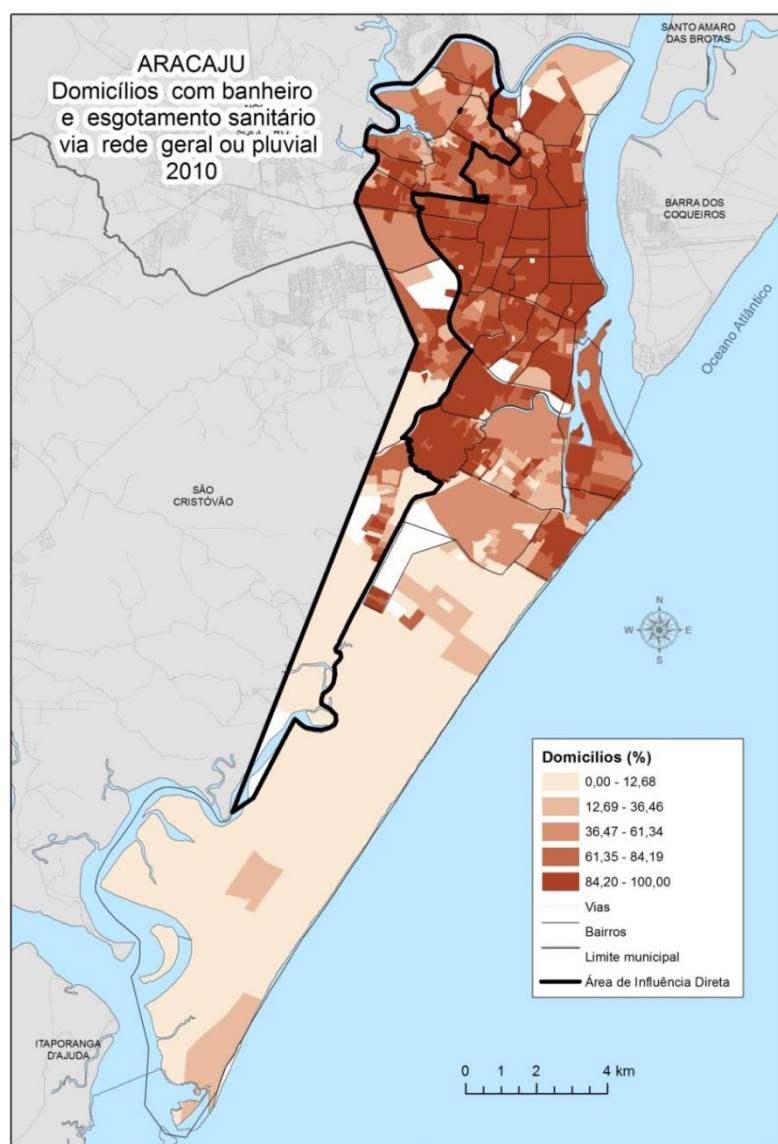 ARACAJU
Domicílios com banheiro
e esgotamento sanitário
via rede geral ou pluvial
2010
SANTO AMARO
DAS BROTAS
BARRA DOS
COQUEIROS
Oceano Atlântico
SÃO
CRISTÓVÃO
N
W
E
S
Domicilios (%)
0,00 - 12,68
12,69 - 36,46
36,47 - 61,34
61,35 - 84,19
84,20 - 100,00
Vias
Bairros
Limite municipal
Área de Influência Direta
ITAPORANGA
D'AJUDA
0 1 2 4 km